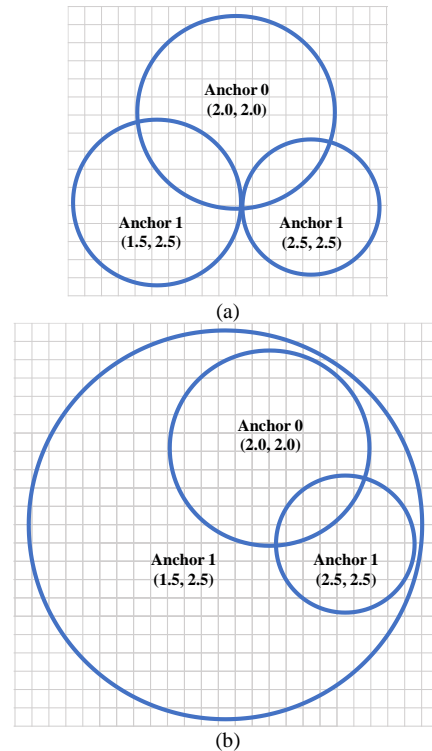 Anchor 0
(2.0, 2.0)
Anchor 1
(1.5, 2.5)
Anchor 1
(2.5, 2.5)
(a)
Anchor 0
(2.0, 2.0)
Anchor 1
(1.5, 2.5)
Anchor 1
(2.5, 2.5)
(b)